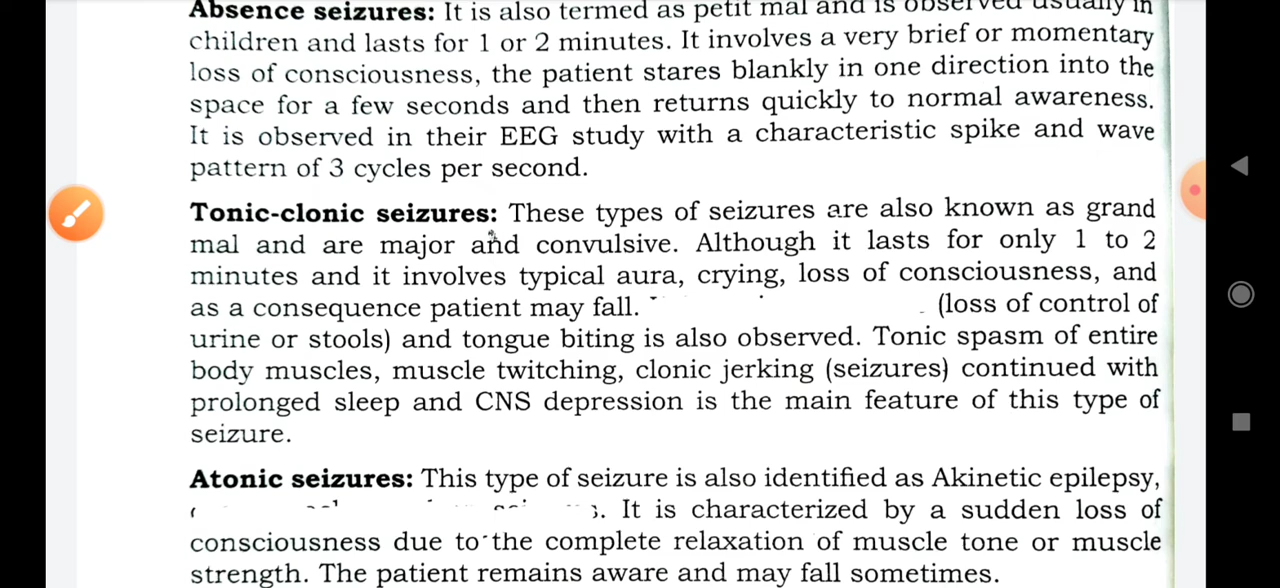 Absence seizures: It is also termed as petit mal and is observed usually in
children and lasts for 1 or 2 minutes. It involves a very brief or momentary
loss of consciousness, the patient stares blankly in one direction into the
space for a few seconds and then returns quickly to normal awareness.
It is observed in their EEG study with a characteristic spike and wave
pattern of 3 cycles per second.
Tonic-clonic seizures: These types of seizures are also known as grand
mal and are major and convulsive. Although it lasts for only 1 to 2
minutes and it involves typical aura, crying, loss of consciousness, and
as a consequence patient may fall. (loss of control of
urine or stools) and tongue biting is also observed. Tonic spasm of entire
body muscles, muscle twitching, clonic jerking (seizures) continued with
prolonged sleep and CNS depression is the main feature of this type of
seizure.
Atonic seizures: This type of seizure is also identified as Akinetic epilepsy,
. It is characterized by a sudden loss of
consciousness due to the complete relaxation of muscle tone or muscle
strength. The patient remains aware and may fall sometimes.